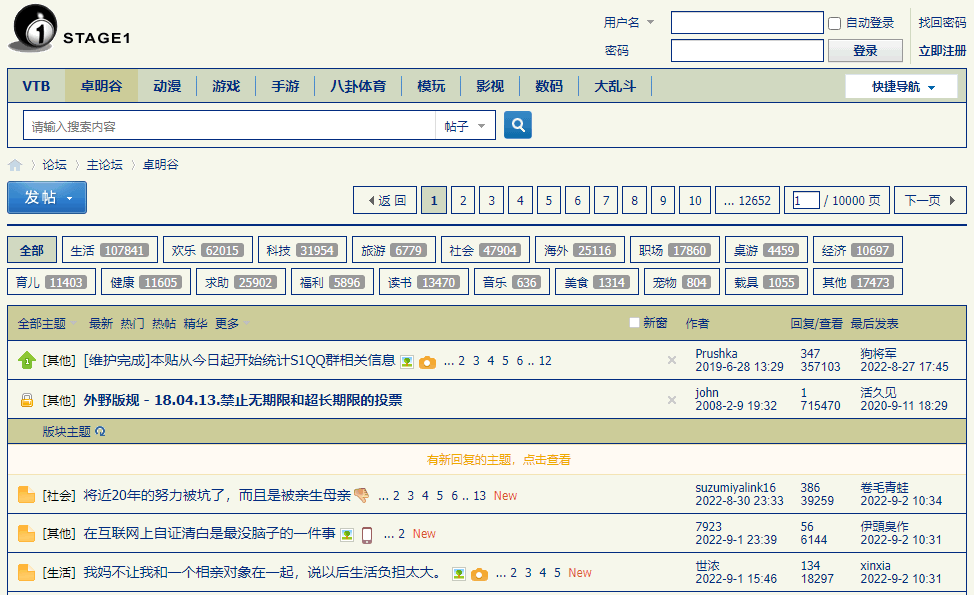 用户名 自动登录 找回密码
1 STAGE1
密码 登录 立即注册
VTB 卓明谷 动漫 游戏 手游 八卦体育 模玩 影视 数码 大乱斗 快捷导航
请输入搜索内容 帖子
论坛 主论坛 卓明谷
发帖 返回 1 2 3 4 5 6 7 8 9 10 ... 12652 1 / 10000 页 下一页
全部 生活 107841 欢乐 62015 科技 31954 旅游 6779 社会 47904 海外 25116 职场 17860 桌游 4459 经济 10697
育儿 11403 健康 11605 求助 25902 福利 5896 读书 13470 音乐 636 美食 1314 宠物 804 载具 1055 其他 17473
全部主题 最新 热门 热帖 精华 更多 新窗 作者 回复/查看 最后发表
[其他] [维护完成]本贴从今日起开始统计S1QQ群相关信息 ... 2 3 4 5 6 .. 12 Prushka 347 狗将军
2019-6-28 13:29 357103 2022-8-27 17:45
[其他] 外野版规 - 18.04.13.禁止无期限和超长期限的投票 john 1 活久见
2008-2-9 19:32 715470 2020-9-11 18:29
版块主题
有新回复的主题，点击查看
[社会] 将近20年的努力被坑了，而且是被亲生母亲 ... 2 3 4 5 6 .. 13 New suzumiyalink16 386 卷毛青蛙
2022-8-30 23:33 39259 2022-9-2 10:34
[其他] 在互联网上自证清白是最没脑子的一件事 ... 2 New 7923 56 伊頭臭作
2022-9-1 23:39 6144 2022-9-2 10:31
[生活] 我妈不让我和一个相亲对象在一起，说以后生活负担太大。 ... 2 3 4 5 New 世浓 134 xinxia
2022-9-1 15:46 18297 2022-9-2 10:31